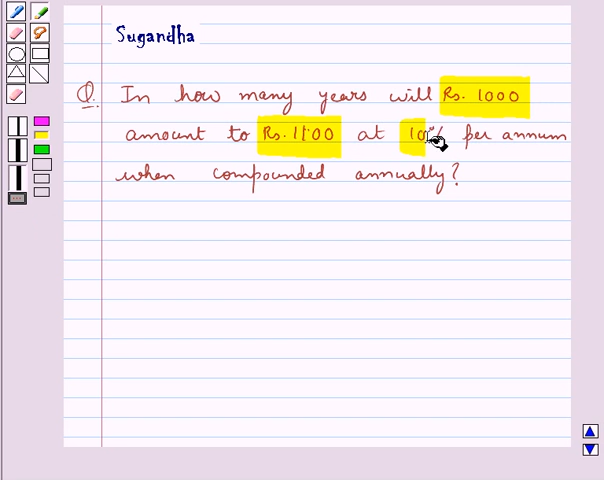 Sugandha
Q. In how many years will Rs. 1000
amount to Rs. 1100 at 10% per annum
when compounded annually?